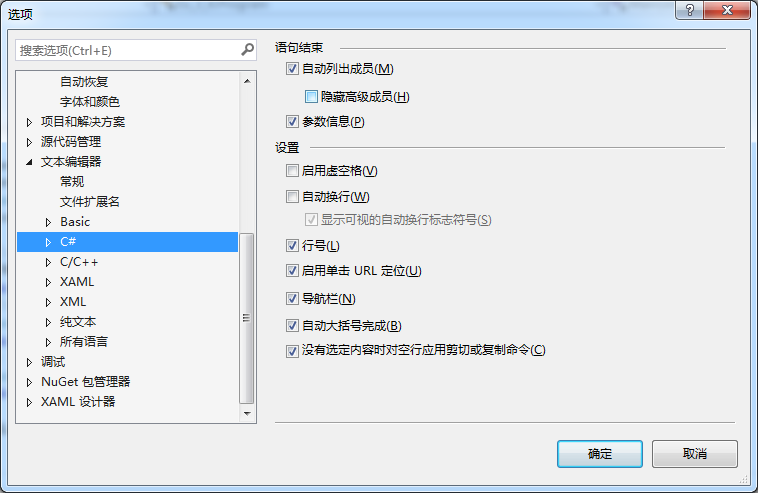 选项
搜索选项(Ctrl+E)
自动恢复
字体和颜色
项目和解决方案
源代码管理
文本编辑器
常规
文件扩展名
Basic
C#
C/C++
XAML
XML
纯文本
所有语言
调试
NuGet 包管理器
XAML 设计器
语句结束
自动列出成员(M)
隐藏高级成员(H)
参数信息(P)
设置
启用虚空格(V)
自动换行(W)
显示可视的自动换行标志符号(S)
行号(L)
启用单击 URL 定位(U)
导航栏(N)
自动大括号完成(B)
没有选定内容时对空行应用剪切或复制命令(C)
确定
取消